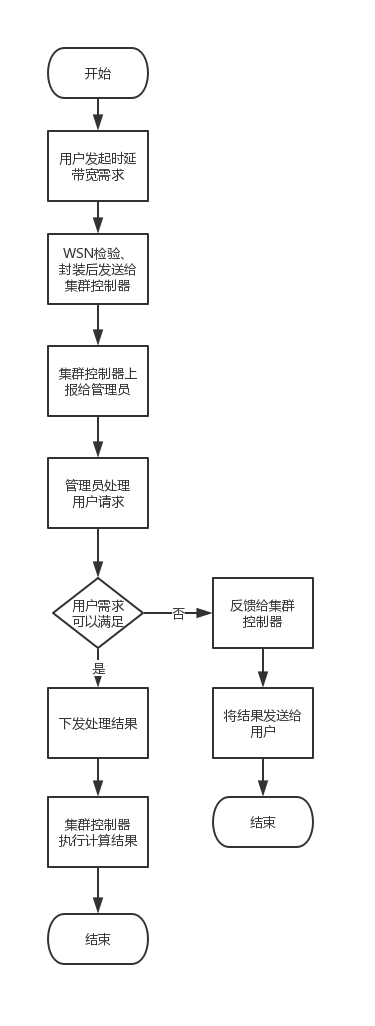 开始
用户发起时延
带宽需求
WSN检验、
封装后发送给
集群控制器
集群控制器上
报给管理员
管理员处理
用户请求
用户需求
可以满足
否
反馈给集群
控制器
是
下发处理结果
将结果发送给
用户
集群控制器
执行计算结果
结束
结束